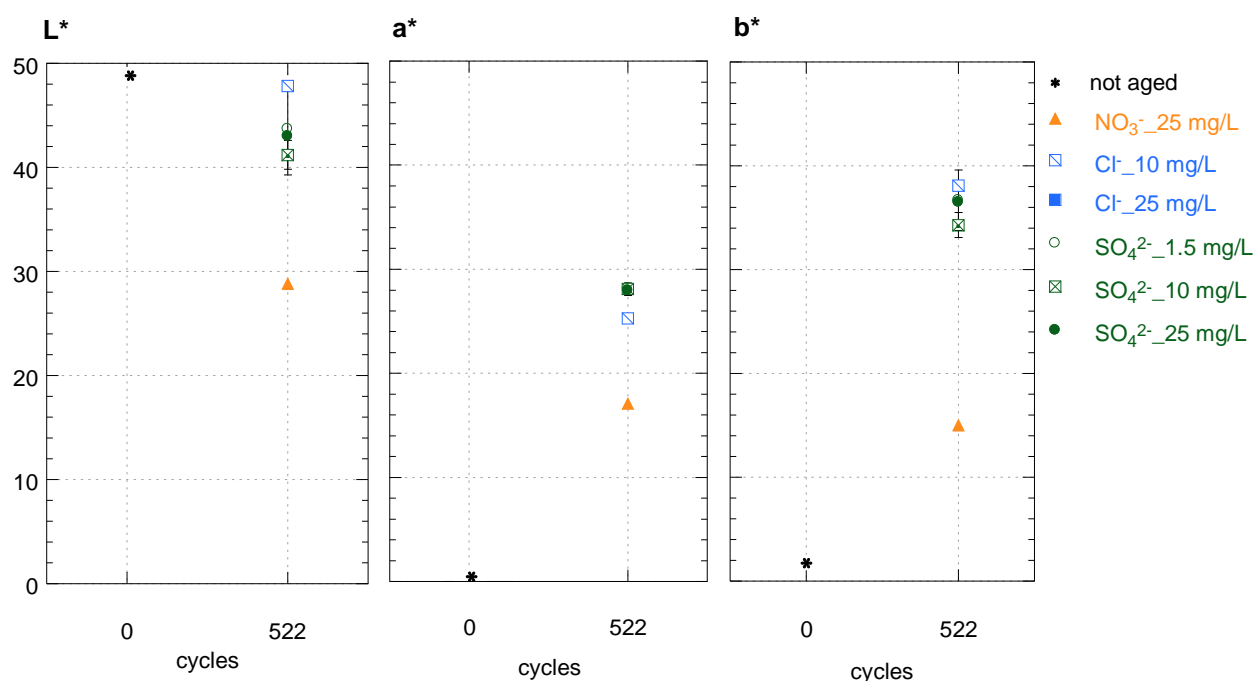 L*
a*
b*
50
40
30
20
10
0
0
522
cycles
0
522
cycles
0
522
cycles
not aged
NO₃⁻_25 mg/L
Cl⁻_10 mg/L
Cl⁻_25 mg/L
SO₄²⁻_1.5 mg/L
SO₄²⁻_10 mg/L
SO₄²⁻_25 mg/L